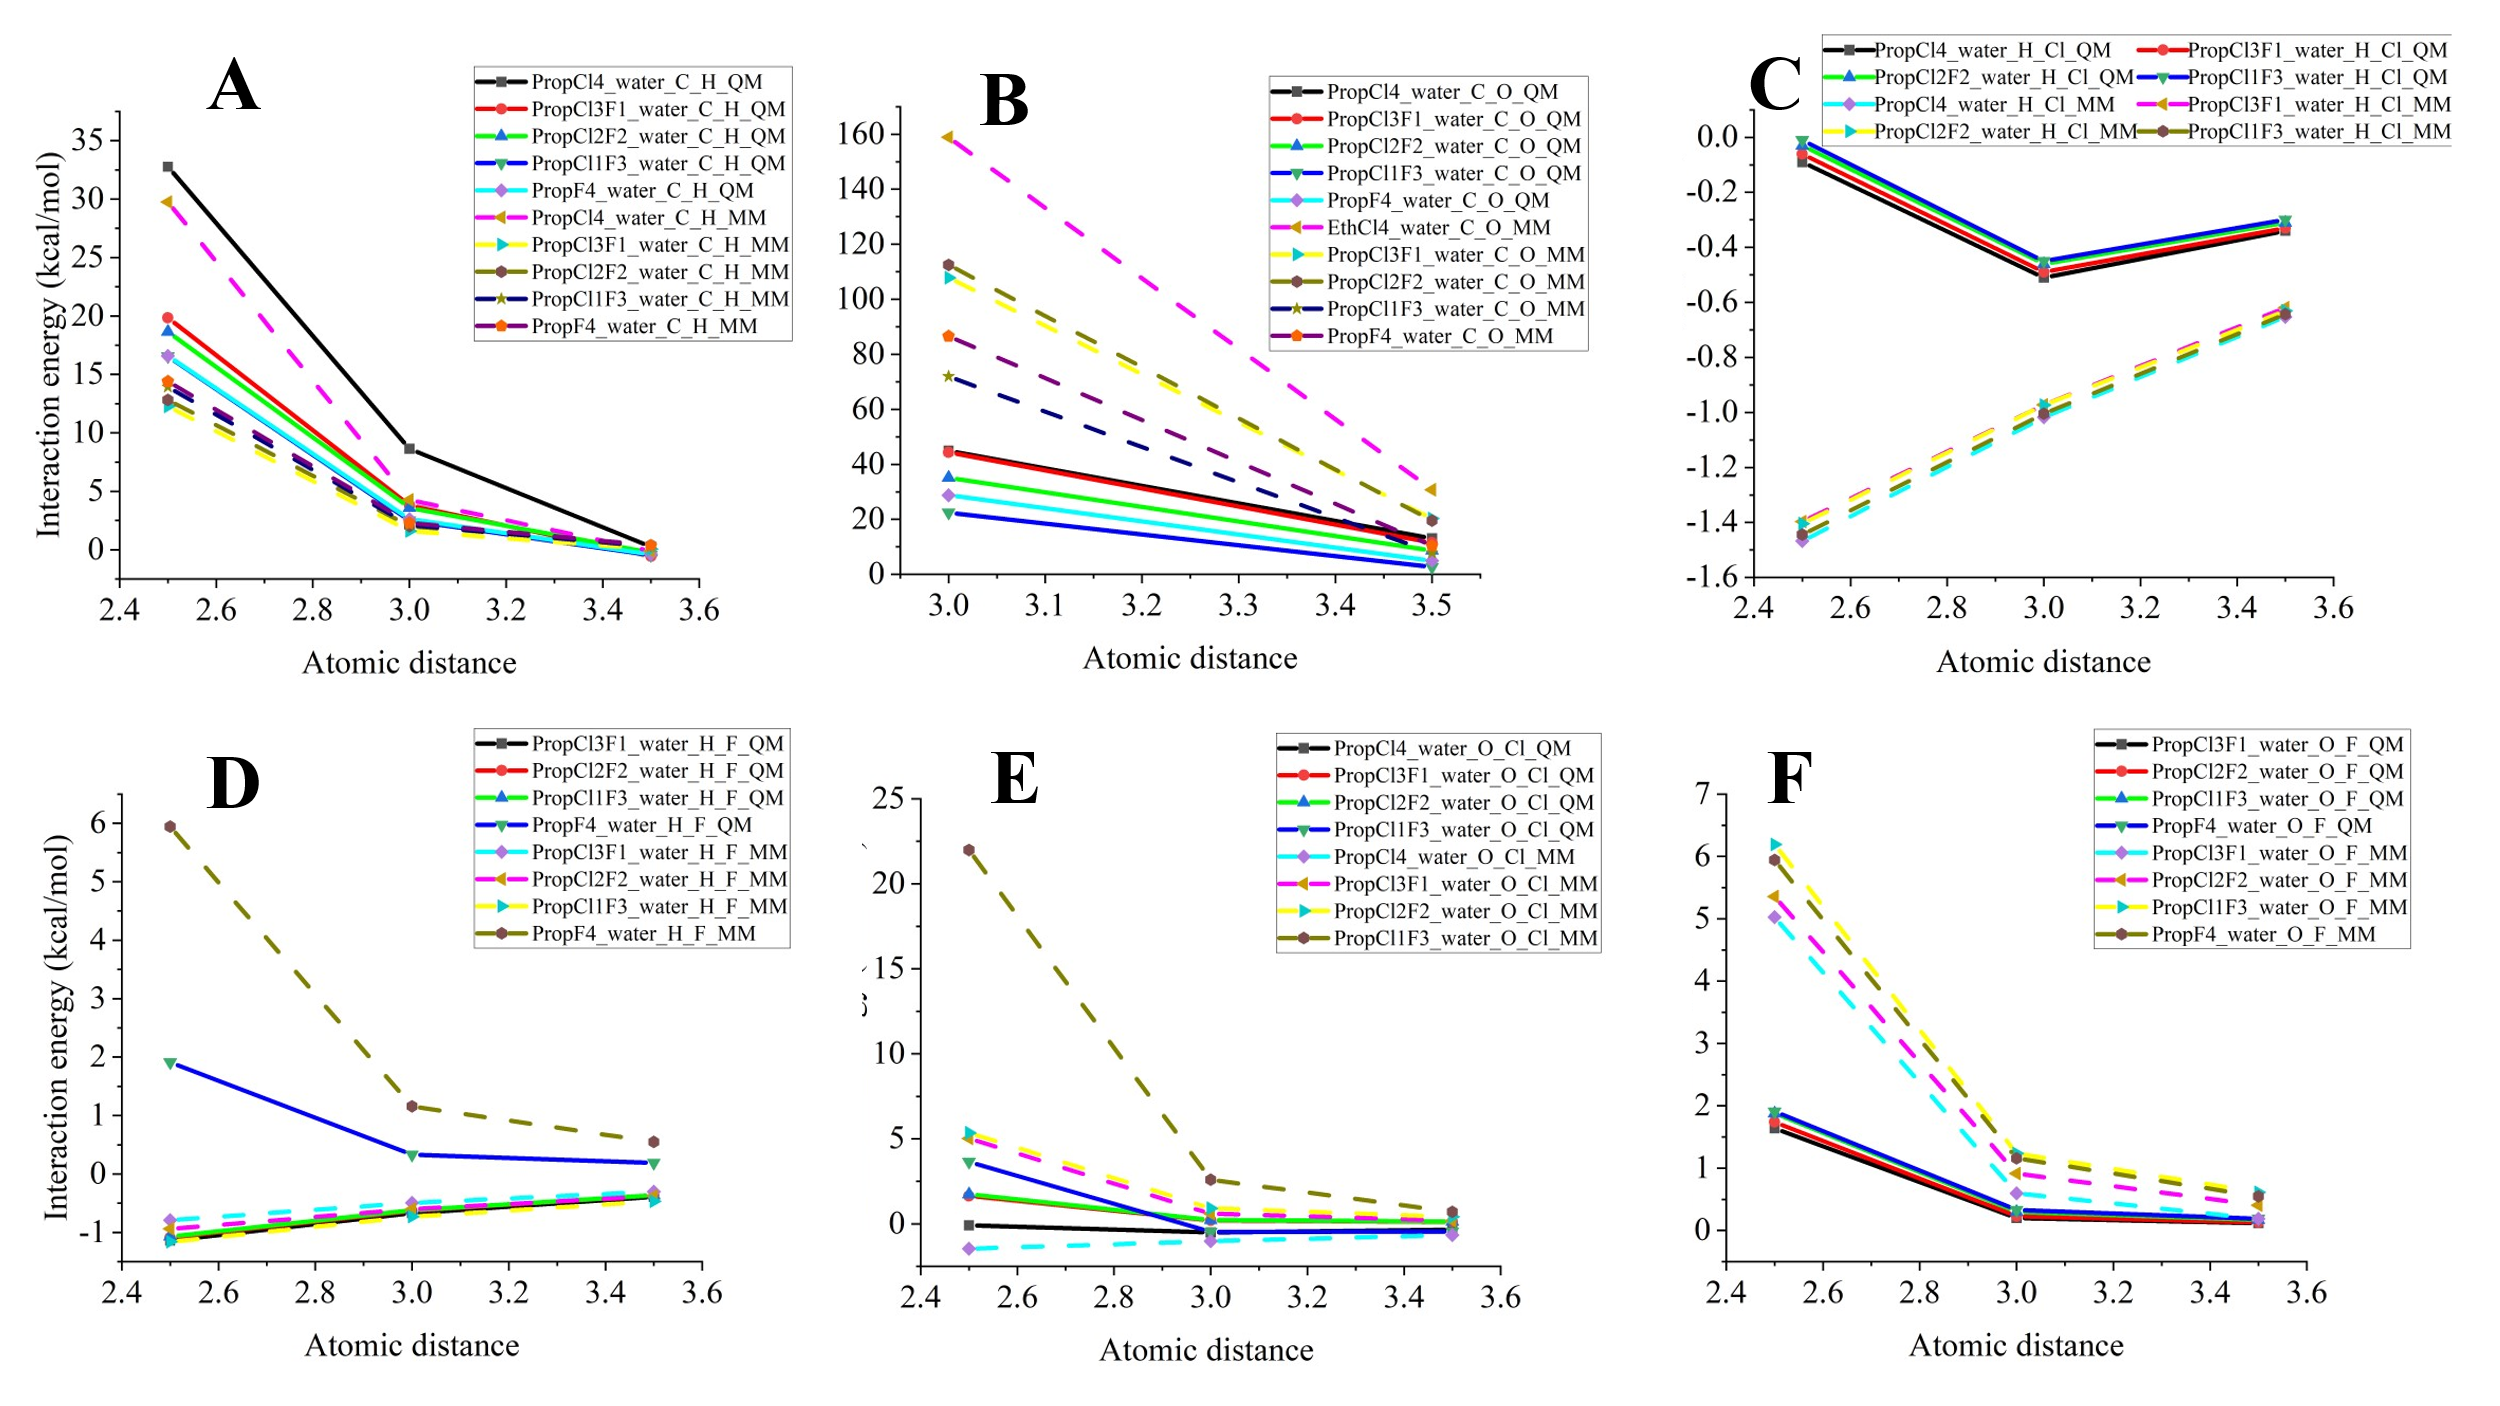 A
PropCl4_water_C_H_QM
PropCl3F1_water_C_H_QM
PropCl2F2_water_C_H_QM
PropCl1F3_water_C_H_QM
PropF4_water_C_H_QM
PropCl4_water_C_H_MM
PropCl3F1_water_C_H_MM
PropCl2F2_water_C_H_MM
PropCl1F3_water_C_H_MM
PropF4_water_C_H_MM
Interaction energy (kcal/mol)
35
30
25
20
15
10
5
0
2.4 2.6 2.8 3.0 3.2 3.4 3.6
Atomic distance
B
PropCl4_water_C_O_QM
PropCl3F1_water_C_O_QM
PropCl2F2_water_C_O_QM
PropCl1F3_water_C_O_QM
PropF4_water_C_O_QM
EthCl4_water_C_O_MM
PropCl3F1_water_C_O_MM
PropCl2F2_water_C_O_MM
PropCl1F3_water_C_O_MM
PropF4_water_C_O_MM
160
140
120
100
80
60
40
20
0
3.0 3.1 3.2 3.3 3.4 3.5
Atomic distance
C
PropCl4_water_H_Cl_QM PropCl3F1_water_H_Cl_QM
PropCl2F2_water_H_Cl_QM PropCl1F3_water_H_Cl_QM
PropCl4_water_H_Cl_MM PropCl3F1_water_H_Cl_MM
PropCl2F2_water_H_Cl_MM PropCl1F3_water_H_Cl_MM
0.0
-0.2
-0.4
-0.6
-0.8
-1.0
-1.2
-1.4
-1.6
2.4 2.6 2.8 3.0 3.2 3.4 3.6
Atomic distance
D
PropCl3F1_water_H_F_QM
PropCl2F2_water_H_F_QM
PropCl1F3_water_H_F_QM
PropF4_water_H_F_QM
PropCl3F1_water_H_F_MM
PropCl2F2_water_H_F_MM
PropCl1F3_water_H_F_MM
PropF4_water_H_F_MM
Interaction energy (kcal/mol)
6
5
4
3
2
1
0
-1
2.4 2.6 2.8 3.0 3.2 3.4 3.6
Atomic distance
E
PropCl4_water_O_Cl_QM
PropCl3F1_water_O_Cl_QM
PropCl2F2_water_O_Cl_QM
PropCl1F3_water_O_Cl_QM
PropCl4_water_O_Cl_MM
PropCl3F1_water_O_Cl_MM
PropCl2F2_water_O_Cl_MM
PropCl1F3_water_O_Cl_MM
25
20
15
10
5
0
2.4 2.6 2.8 3.0 3.2 3.4 3.6
Atomic distance
F
PropCl3F1_water_O_F_QM
PropCl2F2_water_O_F_QM
PropCl1F3_water_O_F_QM
PropF4_water_O_F_QM
PropCl3F1_water_O_F_MM
PropCl2F2_water_O_F_MM
PropCl1F3_water_O_F_MM
PropF4_water_O_F_MM
7
6
5
4
3
2
1
0
2.4 2.6 2.8 3.0 3.2 3.4 3.6
Atomic distance